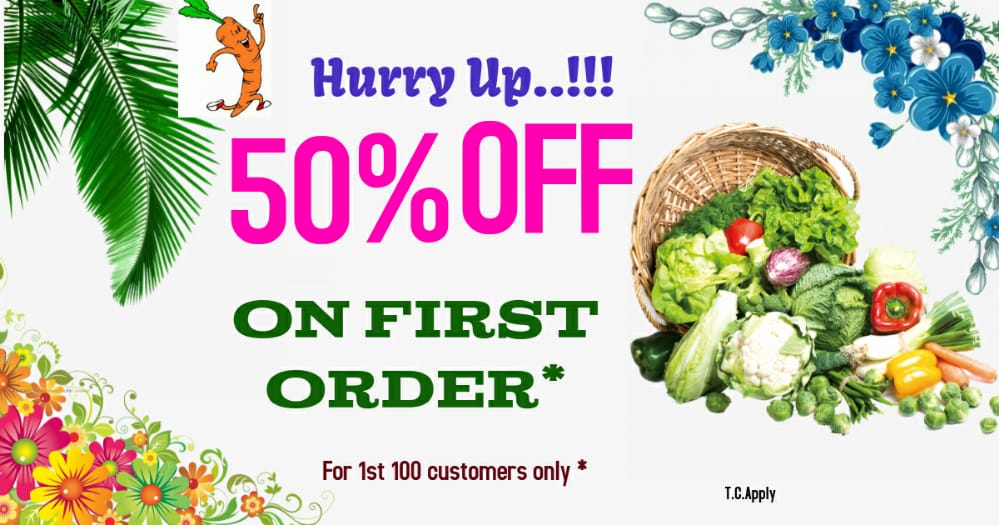 Hurry Up..!!!
50% OFF
ON FIRST
ORDER*
For 1st 100 customers only *
T.C.Apply